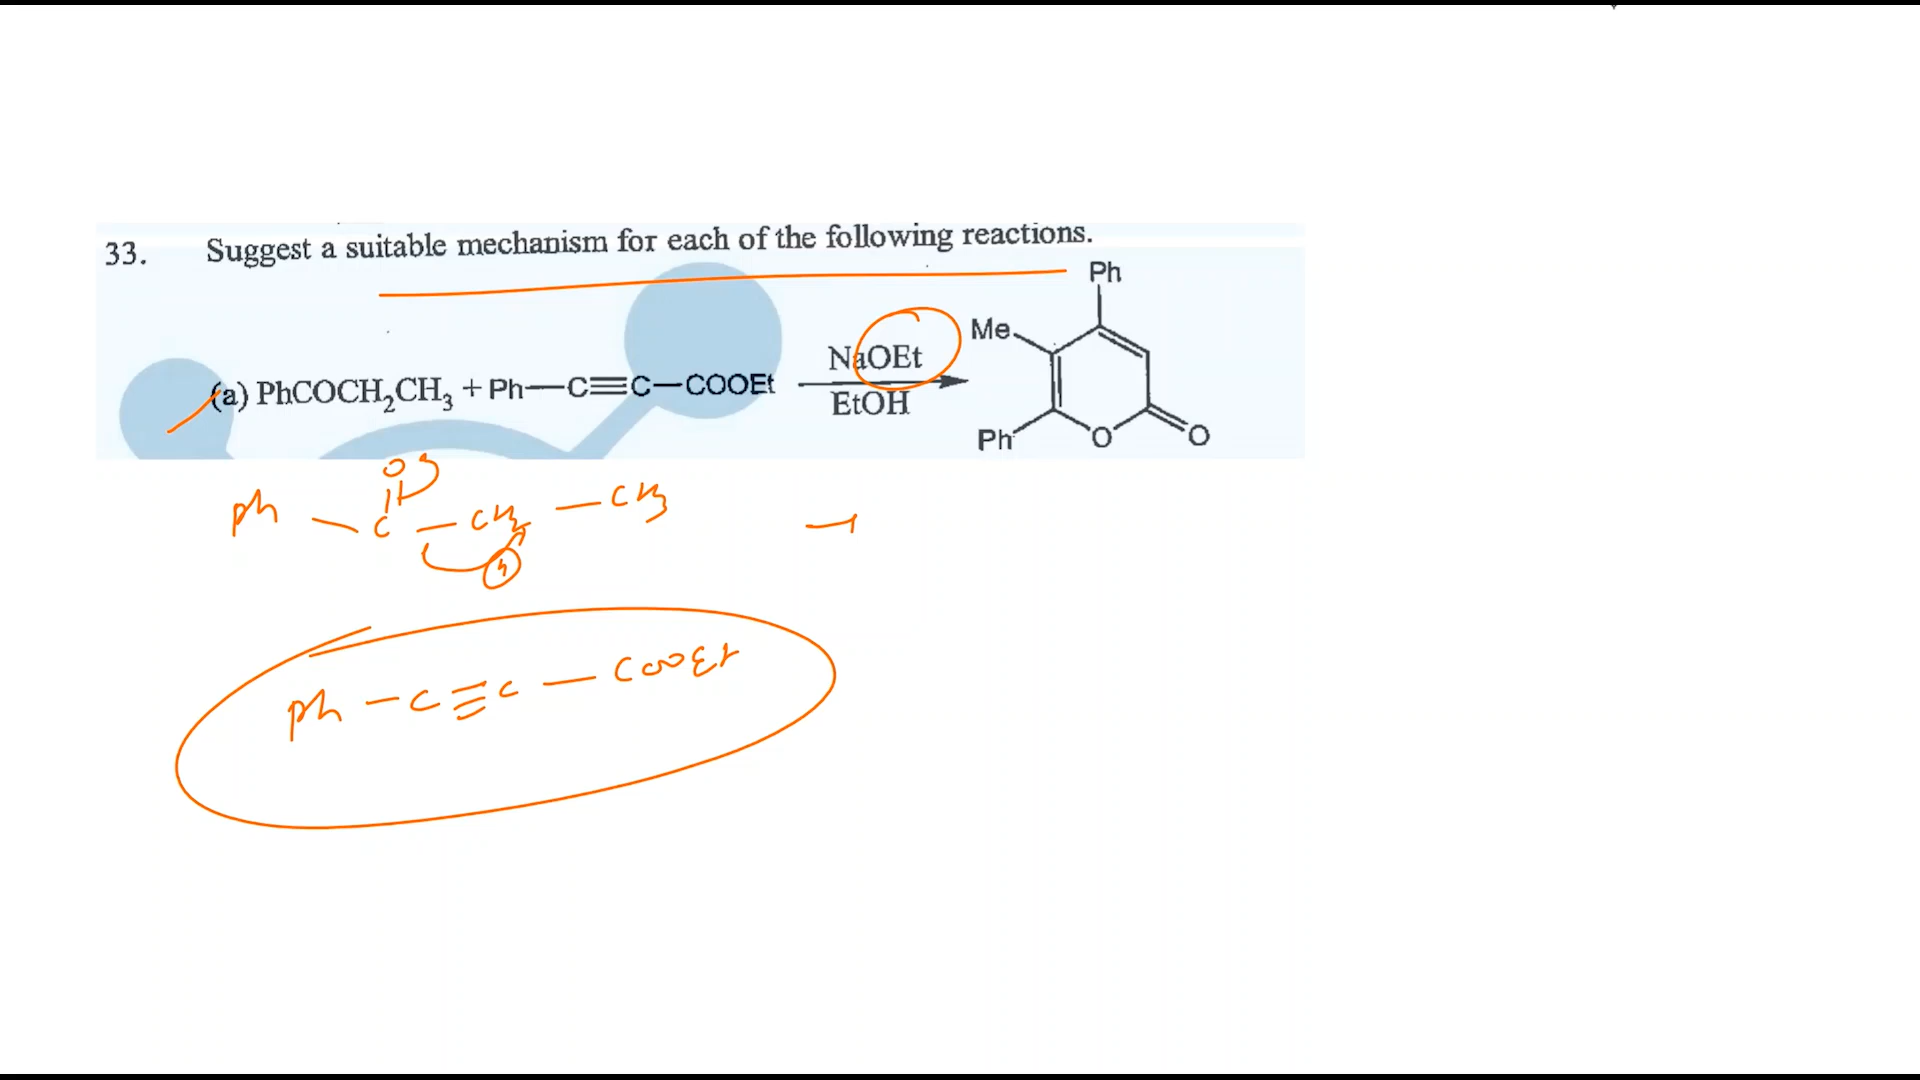 33. Suggest a suitable mechanism for each of the following reactions.
Ph
Me
NaOEt
(a) PhCOCH₂CH₃ + Ph—C≡C—COOEt
EtOH
Ph
O
O
O
Ph — C — CH₂ — CH₃
H
Ph — C ≡ C — COOEt